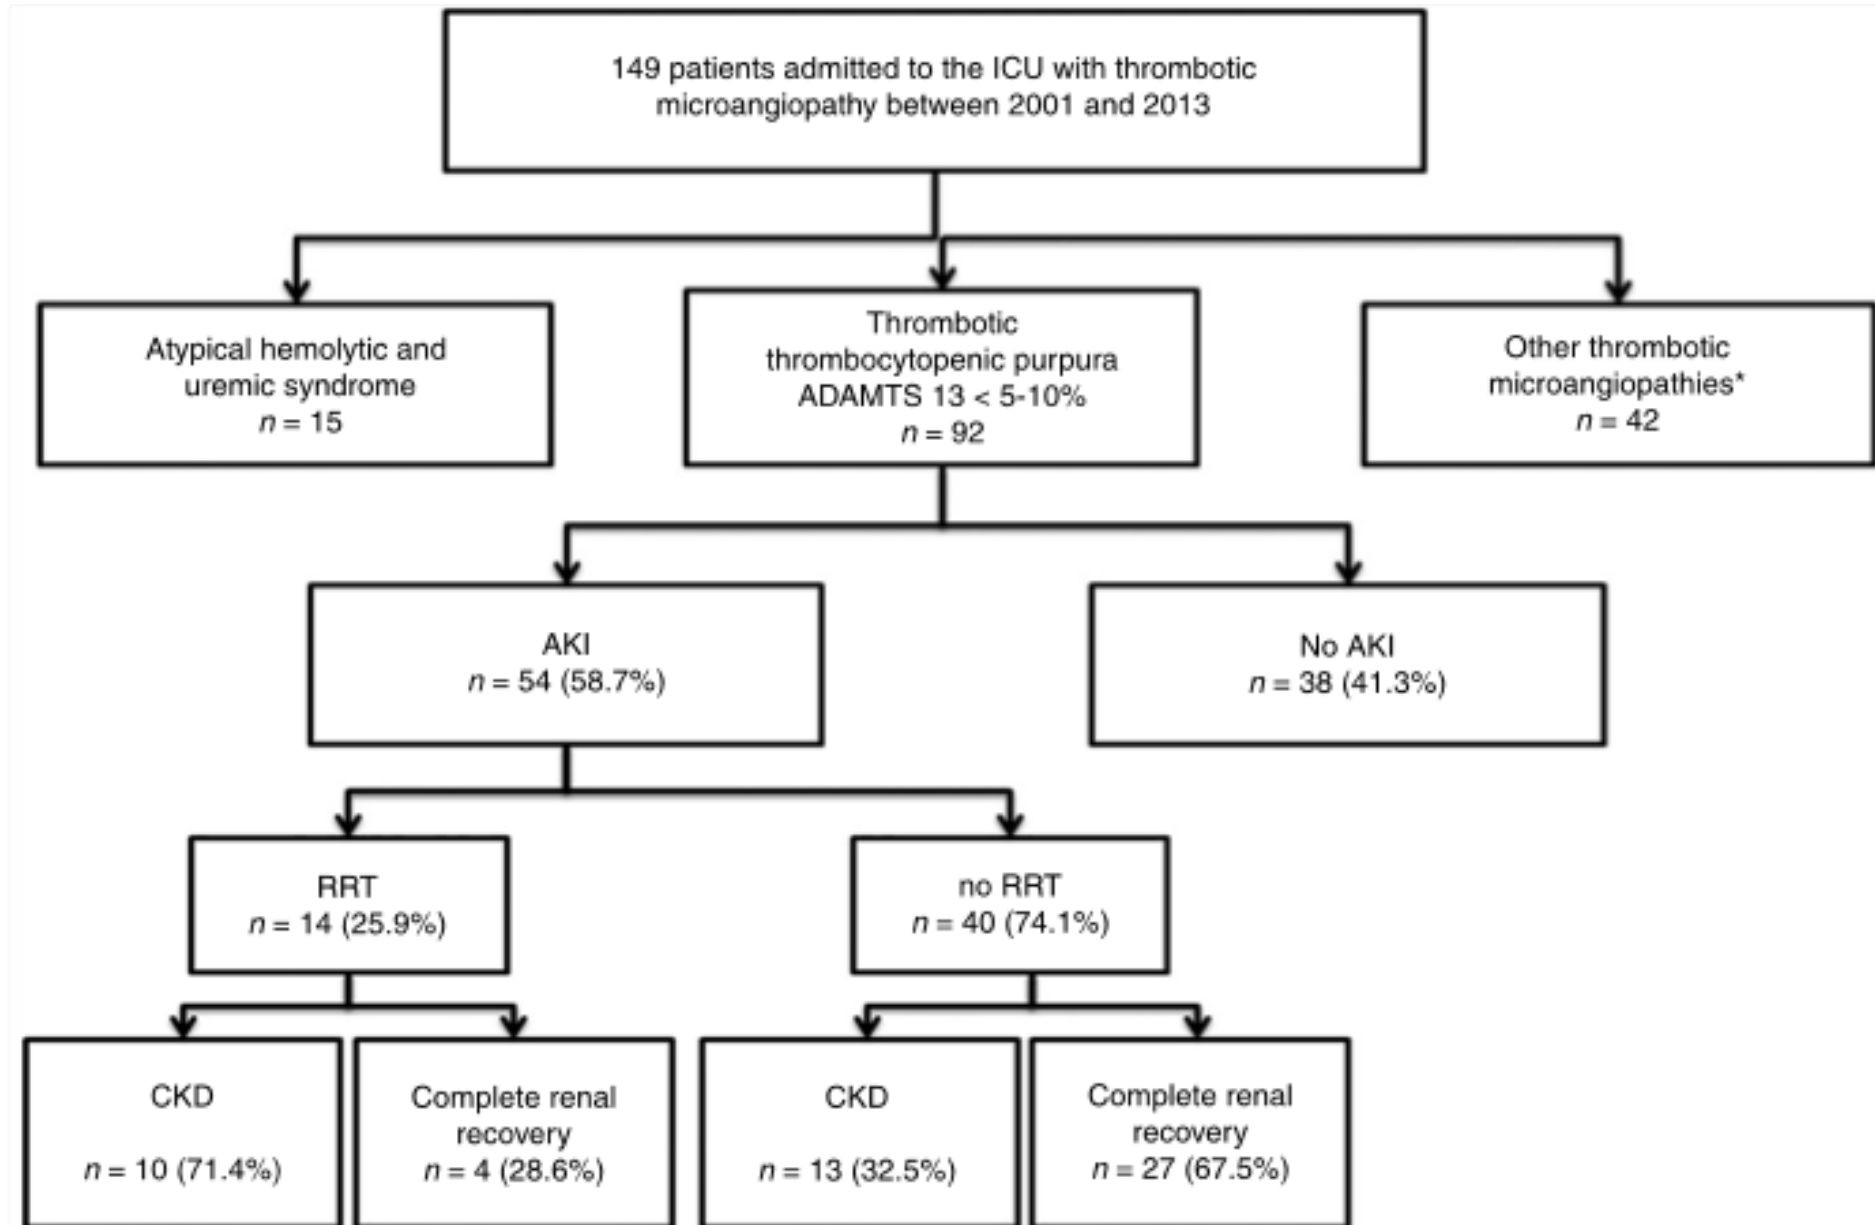 149 patients admitted to the ICU with thrombotic
microangiopathy between 2001 and 2013
Atypical hemolytic and
uremic syndrome
n = 15
Thrombotic
thrombocytopenic purpura
ADAMTS 13 < 5-10%
n = 92
Other thrombotic
microangiopathies*
n = 42
AKI
n = 54 (58.7%)
No AKI
n = 38 (41.3%)
RRT
n = 14 (25.9%)
no RRT
n = 40 (74.1%)
CKD
n = 10 (71.4%)
Complete renal
recovery
n = 4 (28.6%)
CKD
n = 13 (32.5%)
Complete renal
recovery
n = 27 (67.5%)